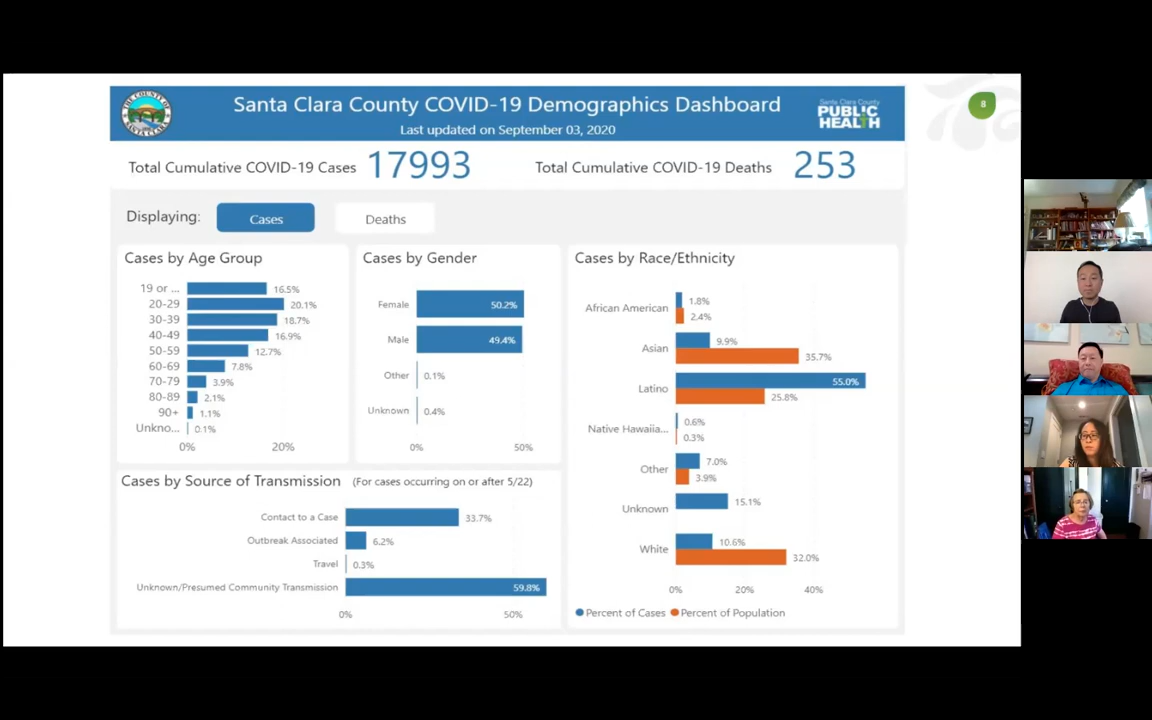 Santa Clara County COVID-19 Demographics Dashboard
Last updated on September 03, 2020
Santa Clara County
PUBLIC
HEALTH
8
Total Cumulative COVID-19 Cases 17993
Total Cumulative COVID-19 Deaths 253
Displaying: Cases Deaths
Cases by Age Group
19 or ... 16.5%
20-29 20.1%
30-39 18.7%
40-49 16.9%
50-59 12.7%
60-69 7.8%
70-79 3.9%
80-89 2.1%
90+ 1.1%
Unkno... 0.1%
0% 20%
Cases by Gender
Female 50.2%
Male 49.4%
Other 0.1%
Unknown 0.4%
0% 50%
Cases by Race/Ethnicity
African American 1.8%
2.4%
Asian 9.9%
35.7%
Latino 55.0%
25.8%
Native Hawaiia... 0.6%
0.3%
Other 7.0%
3.9%
Unknown 15.1%
White 10.6%
32.0%
0% 20% 40%
Percent of Cases Percent of Population
Cases by Source of Transmission (For cases occurring on or after 5/22)
Contact to a Case 33.7%
Outbreak Associated 6.2%
Travel 0.3%
Unknown/Presumed Community Transmission 59.8%
0% 50%